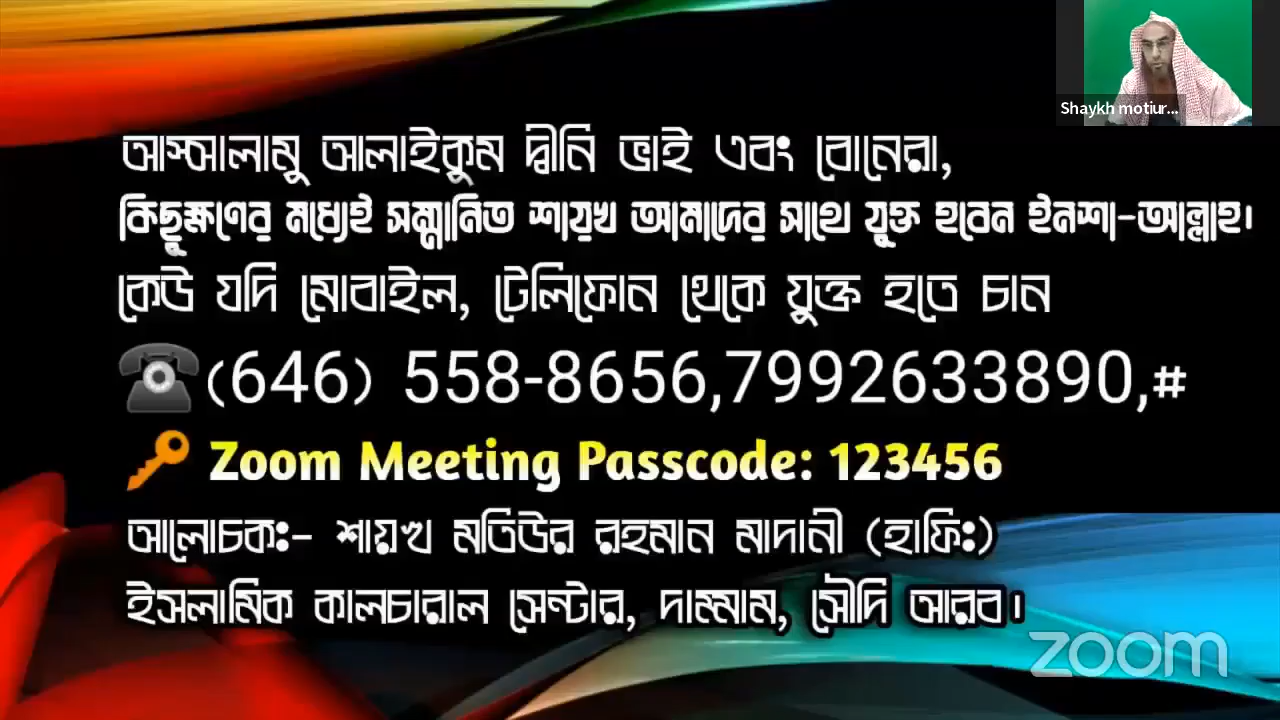 Shaykh motiur...
আস্সালামু আলাইকুম দ্বীনি ভাই এবং বোনেরা,
কিছুক্ষণের মধ্যেই সম্মানিত শায়খ আমাদের সাথে যুক্ত হবেন ইনশা-আল্লাহ।
কেউ যদি মোবাইল, টেলিফোন থেকে যুক্ত হতে চান
☎(646) 558-8656,7992633890,#
🔑 Zoom Meeting Passcode: 123456
আলোচকঃ- শায়খ মতিউর রহমান মাদানী (হাফিঃ)
ইসলামিক কালচারাল সেন্টার, দাম্মাম, সৌদি আরব।
zoom